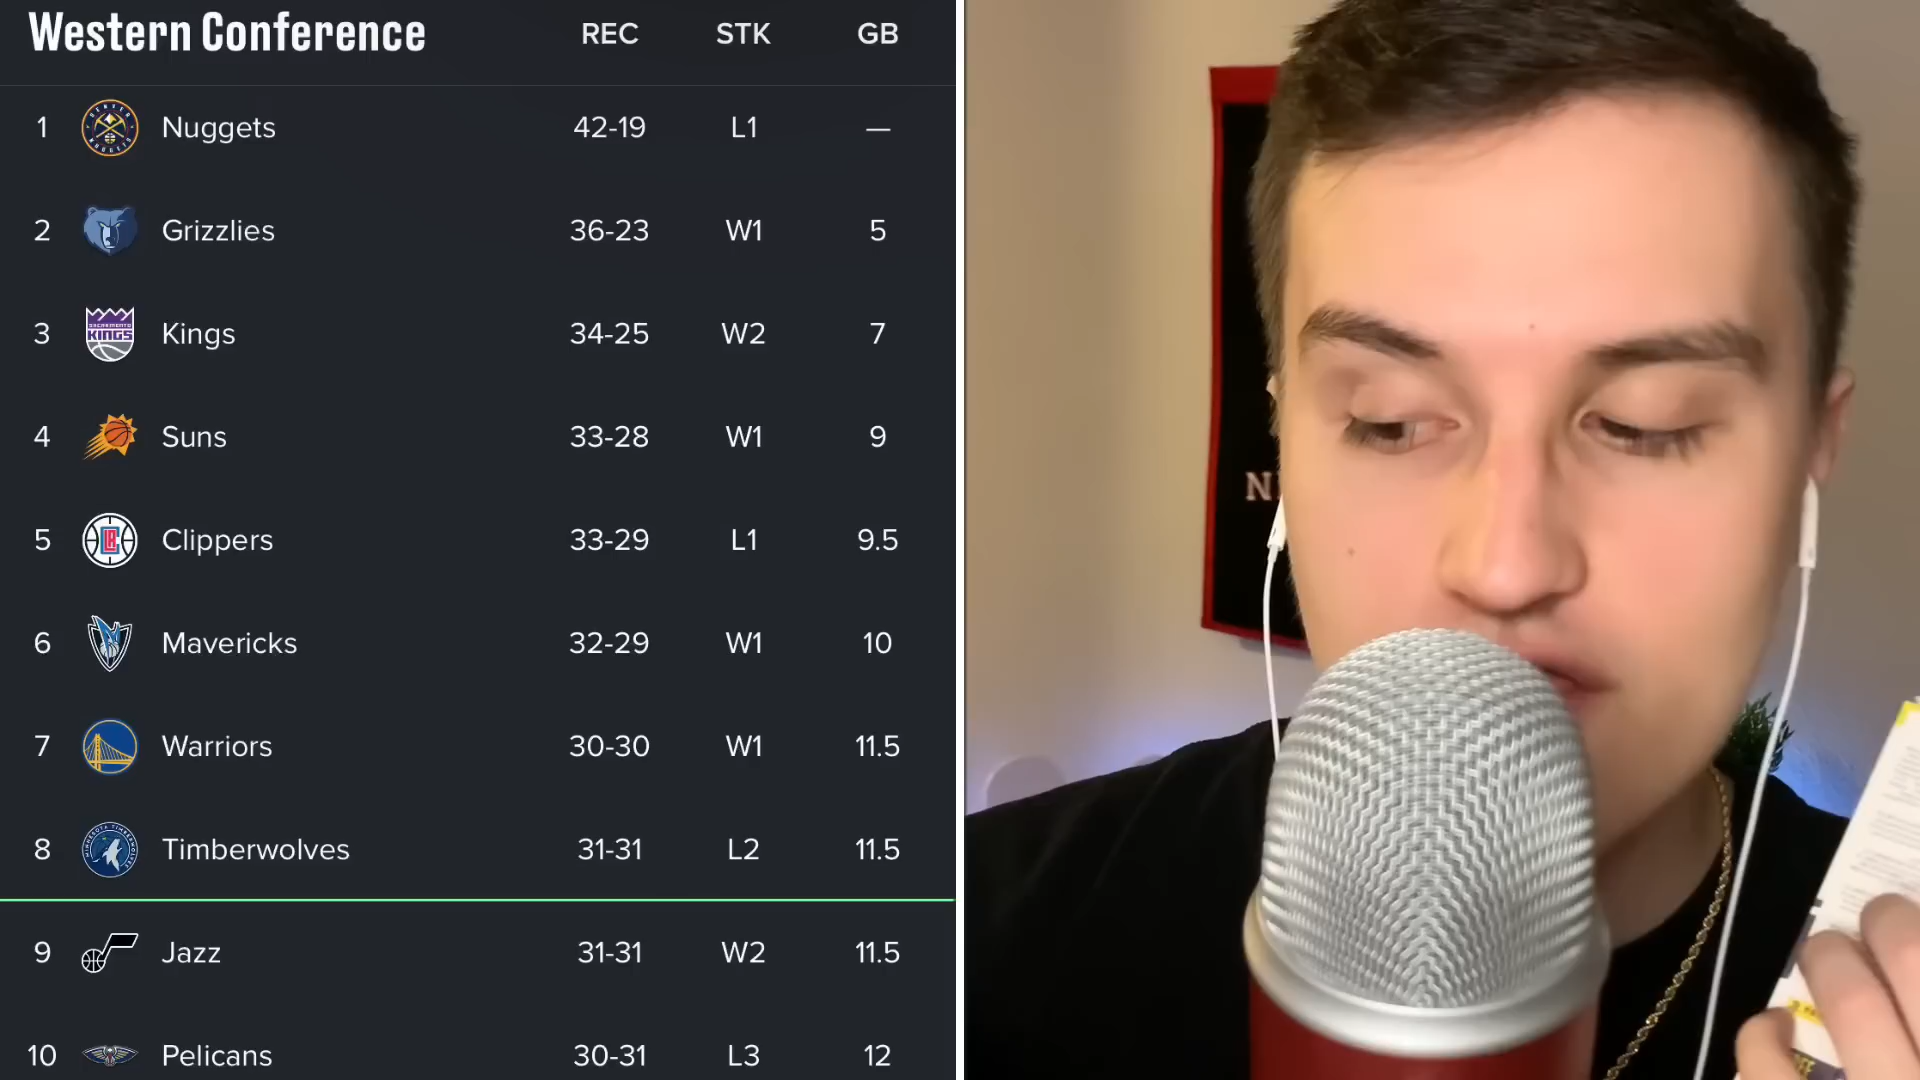 Western Conference REC STK GB
1 Nuggets 42-19 L1 —
2 Grizzlies 36-23 W1 5
3 Kings 34-25 W2 7
4 Suns 33-28 W1 9
5 Clippers 33-29 L1 9.5
6 Mavericks 32-29 W1 10
7 Warriors 30-30 W1 11.5
8 Timberwolves 31-31 L2 11.5
9 Jazz 31-31 W2 11.5
10 Pelicans 30-31 L3 12